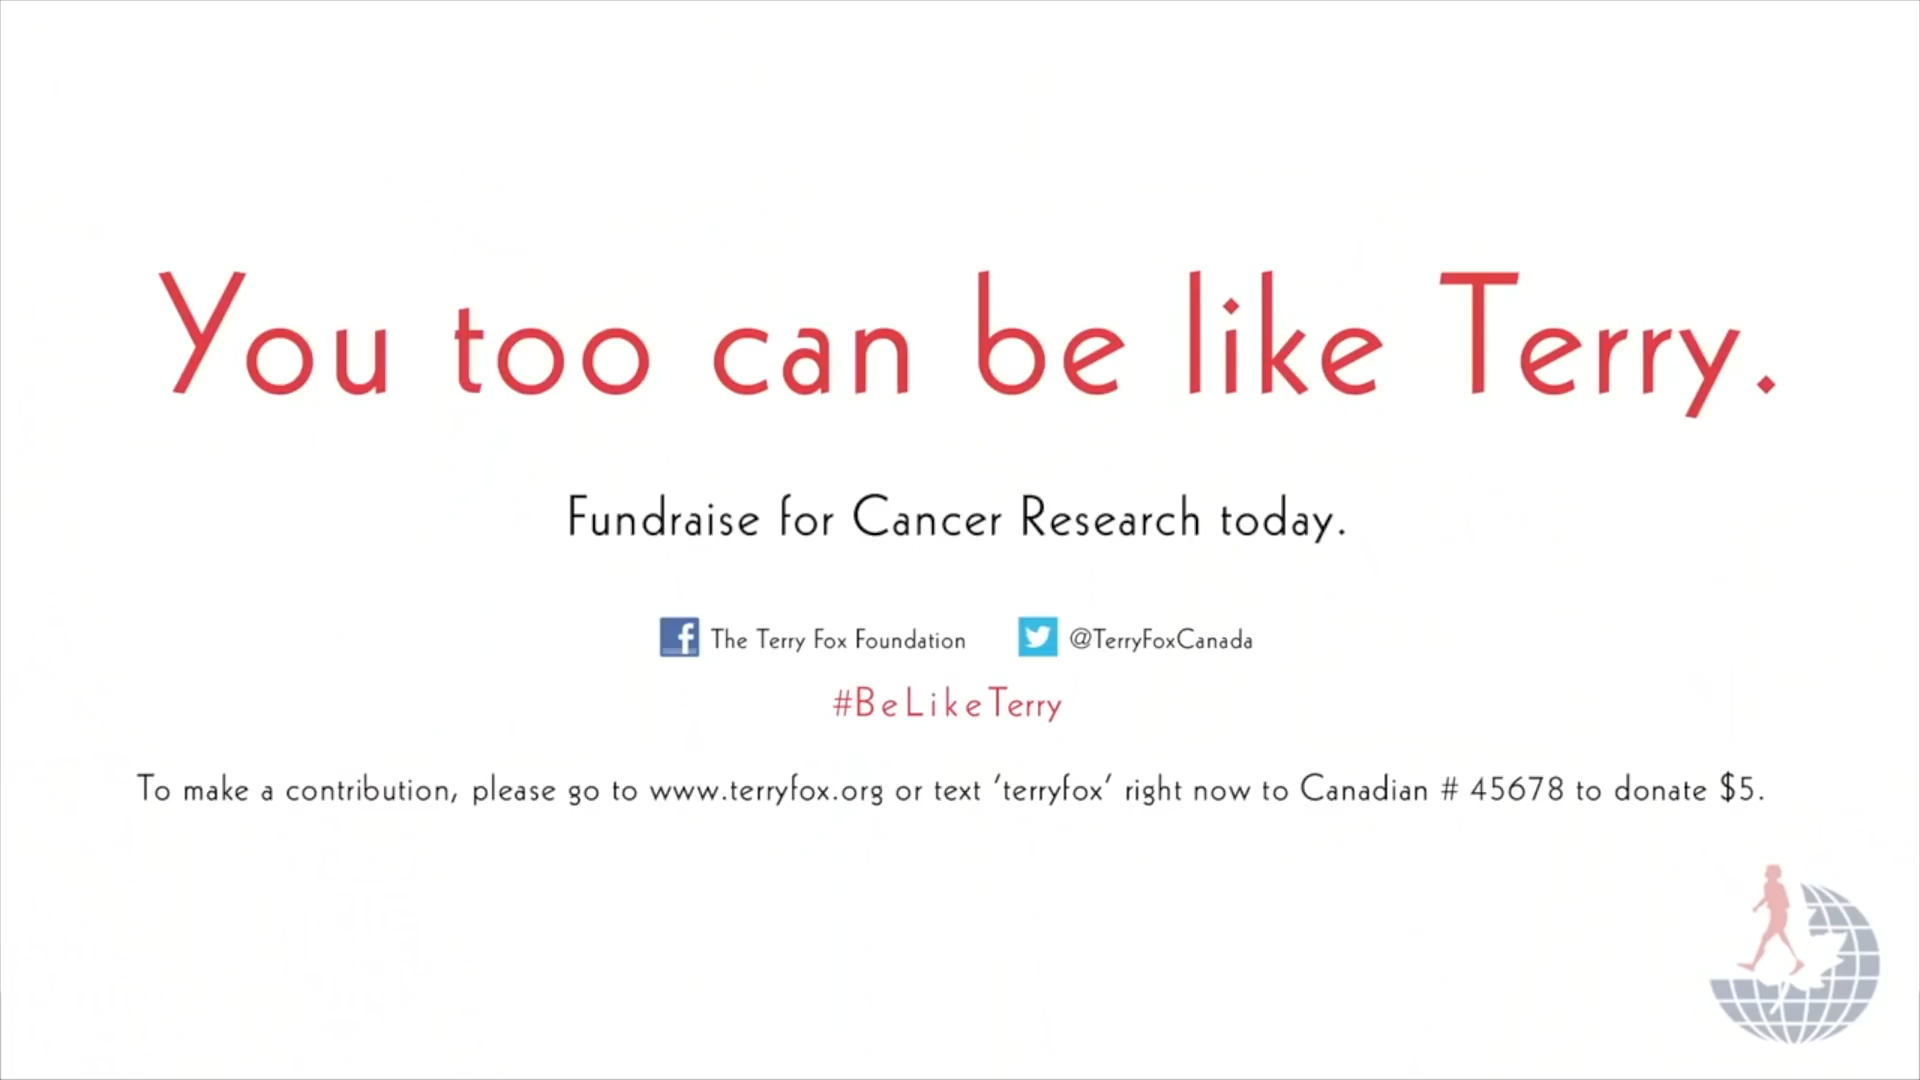 You too can be like Terry.
Fundraise for Cancer Research today.
The Terry Fox Foundation @TerryFoxCanada
#BeLikeTerry
To make a contribution, please go to www.terryfox.org or text ‘terryfox’ right now to Canadian # 45678 to donate $5.